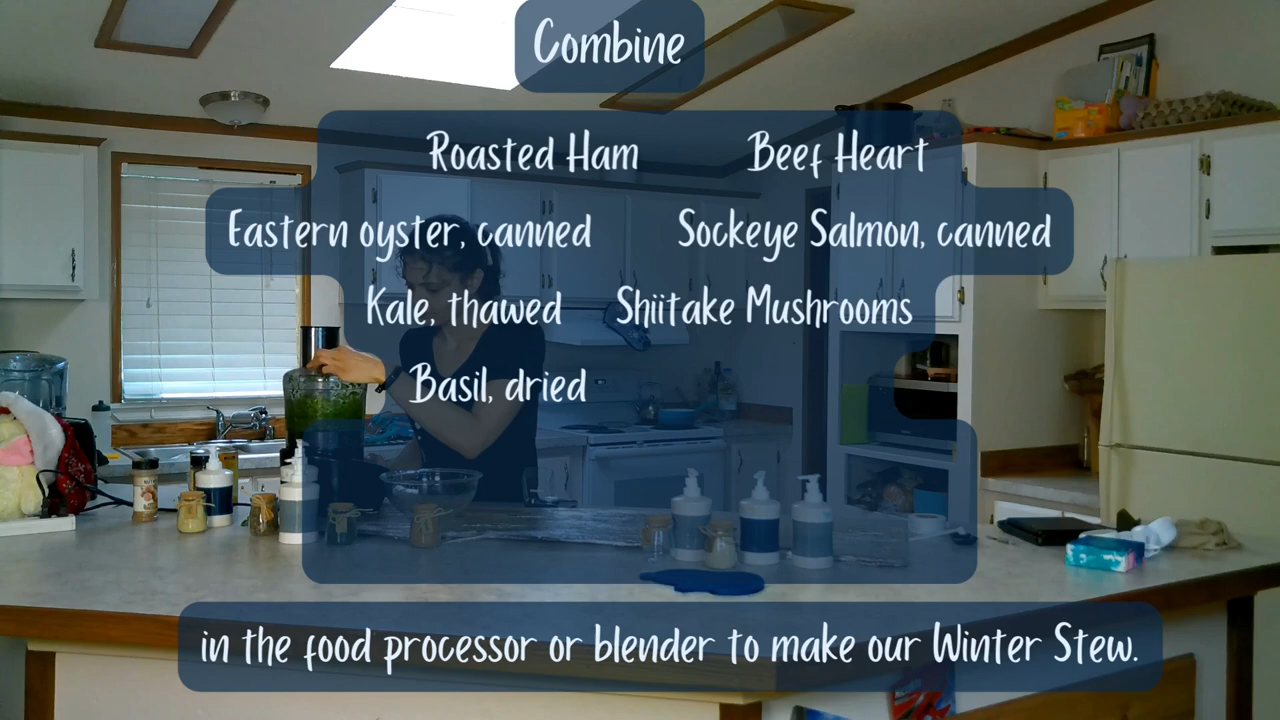 Combine
Roasted Ham Beef Heart
Eastern oyster, canned Sockeye Salmon, canned
Kale, thawed Shiitake Mushrooms
Basil, dried
in the food processor or blender to make our Winter Stew.